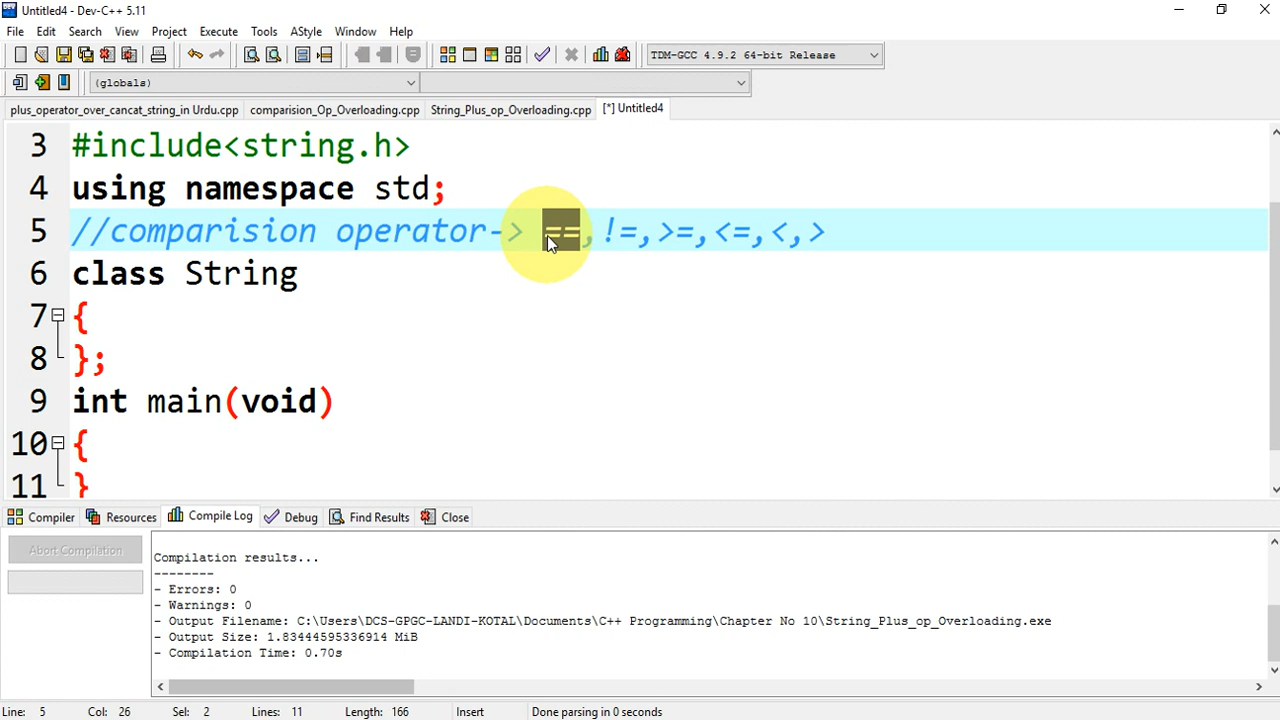 Untitled4 - Dev-C++ 5.11
File Edit Search View Project Execute Tools AStyle Window Help
TDM-GCC 4.9.2 64-bit Release
(globals)
plus_operator_over_cancat_string_in Urdu.cpp comparision_Op_Overloading.cpp String_Plus_op_Overloading.cpp [*] Untitled4
3 #include<string.h>
4 using namespace std;
5 //comparision operator-> ==,!=,>=,<=,<,>
6 class String
7 {
8 };
9 int main(void)
10 {
11 }
Compiler Resources Compile Log Debug Find Results Close
Abort Compilation
Compilation results...
--------
- Errors: 0
- Warnings: 0
- Output Filename: C:\Users\DCS-GPGC-LANDI-KOTAL\Documents\C++ Programming\Chapter No 10\String_Plus_op_Overloading.exe
- Output Size: 1.83444595336914 MiB
- Compilation Time: 0.70s
Line: 5 Col: 26 Sel: 2 Lines: 11 Length: 166 Insert Done parsing in 0 seconds